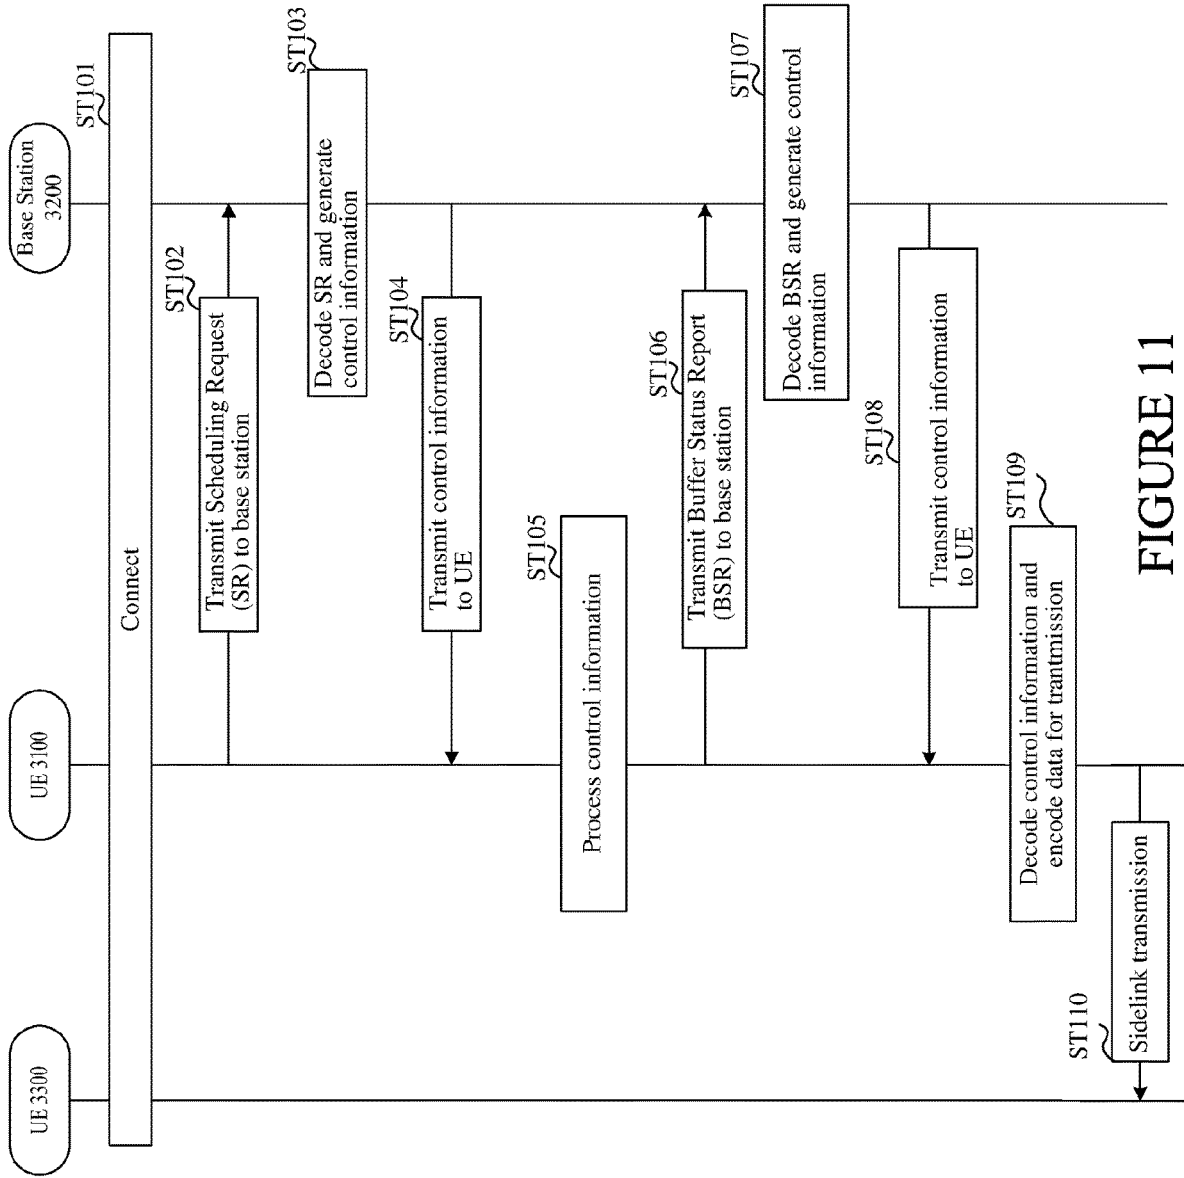 UE 3300
UE 3100
Base Station
3200
ST101
Connect
ST102
Transmit Scheduling Request
(SR) to base station
ST103
Decode SR and generate
control information
ST104
Transmit control information
to UE
ST105
Process control information
ST106
Transmit Buffer Status Report
(BSR) to base station
ST107
Decode BSR and generate control
information
ST108
Transmit control information
to UE
ST109
Decode control information and
encode data for trantmission
ST110
Sidelink transmission
FIGURE 11